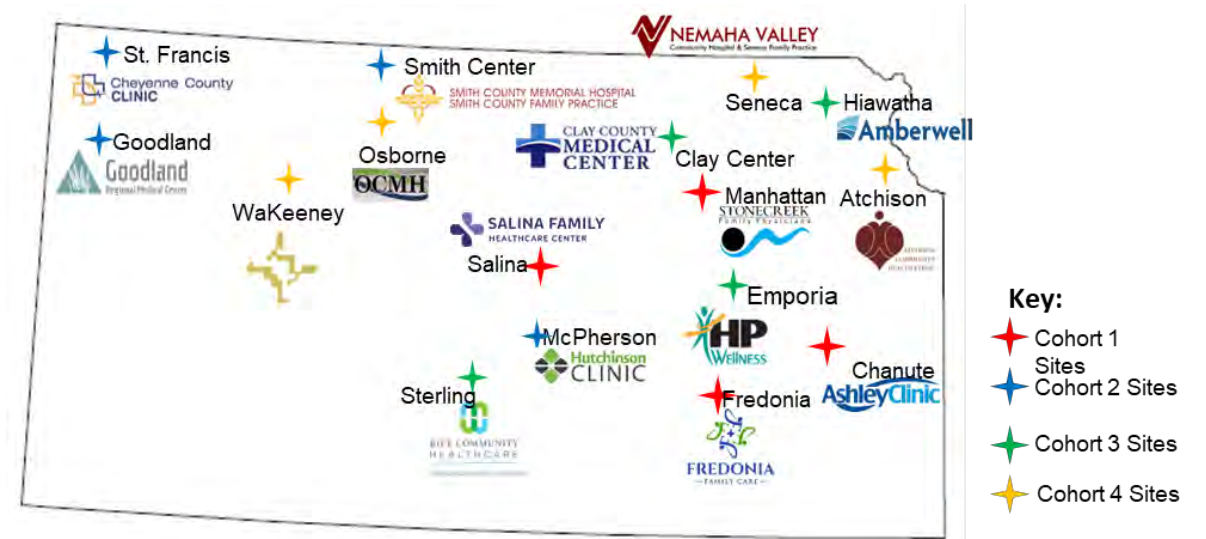 NEMAHA VALLEY
Community Hospital & Seneca Family Practice
St. Francis
Cheyenne County
CLINIC
Smith Center
SMITH COUNTY MEMORIAL HOSPITAL
SMITH COUNTY FAMILY PRACTICE
Seneca
Hiawatha
Amberwell
Goodland
Goodland
Regional Medical Center
Osborne
OCMH
CLAY COUNTY
MEDICAL
CENTER
Clay Center
WaKeeney
Manhattan
STONECREEK
Family Physicians
Atchison
ATCHISON
COMMUNITY
HEALTH CLINIC
SALINA FAMILY
HEALTHCARE CENTER
Salina
Emporia
HP
WELLNESS
McPherson
Hutchinson
CLINIC
Chanute
AshleyClinic
Sterling
RICE COMMUNITY
HEALTHCARE
Fredonia
FREDONIA
FAMILY CARE
Key:
Cohort 1
Sites
Cohort 2 Sites
Cohort 3 Sites
Cohort 4 Sites